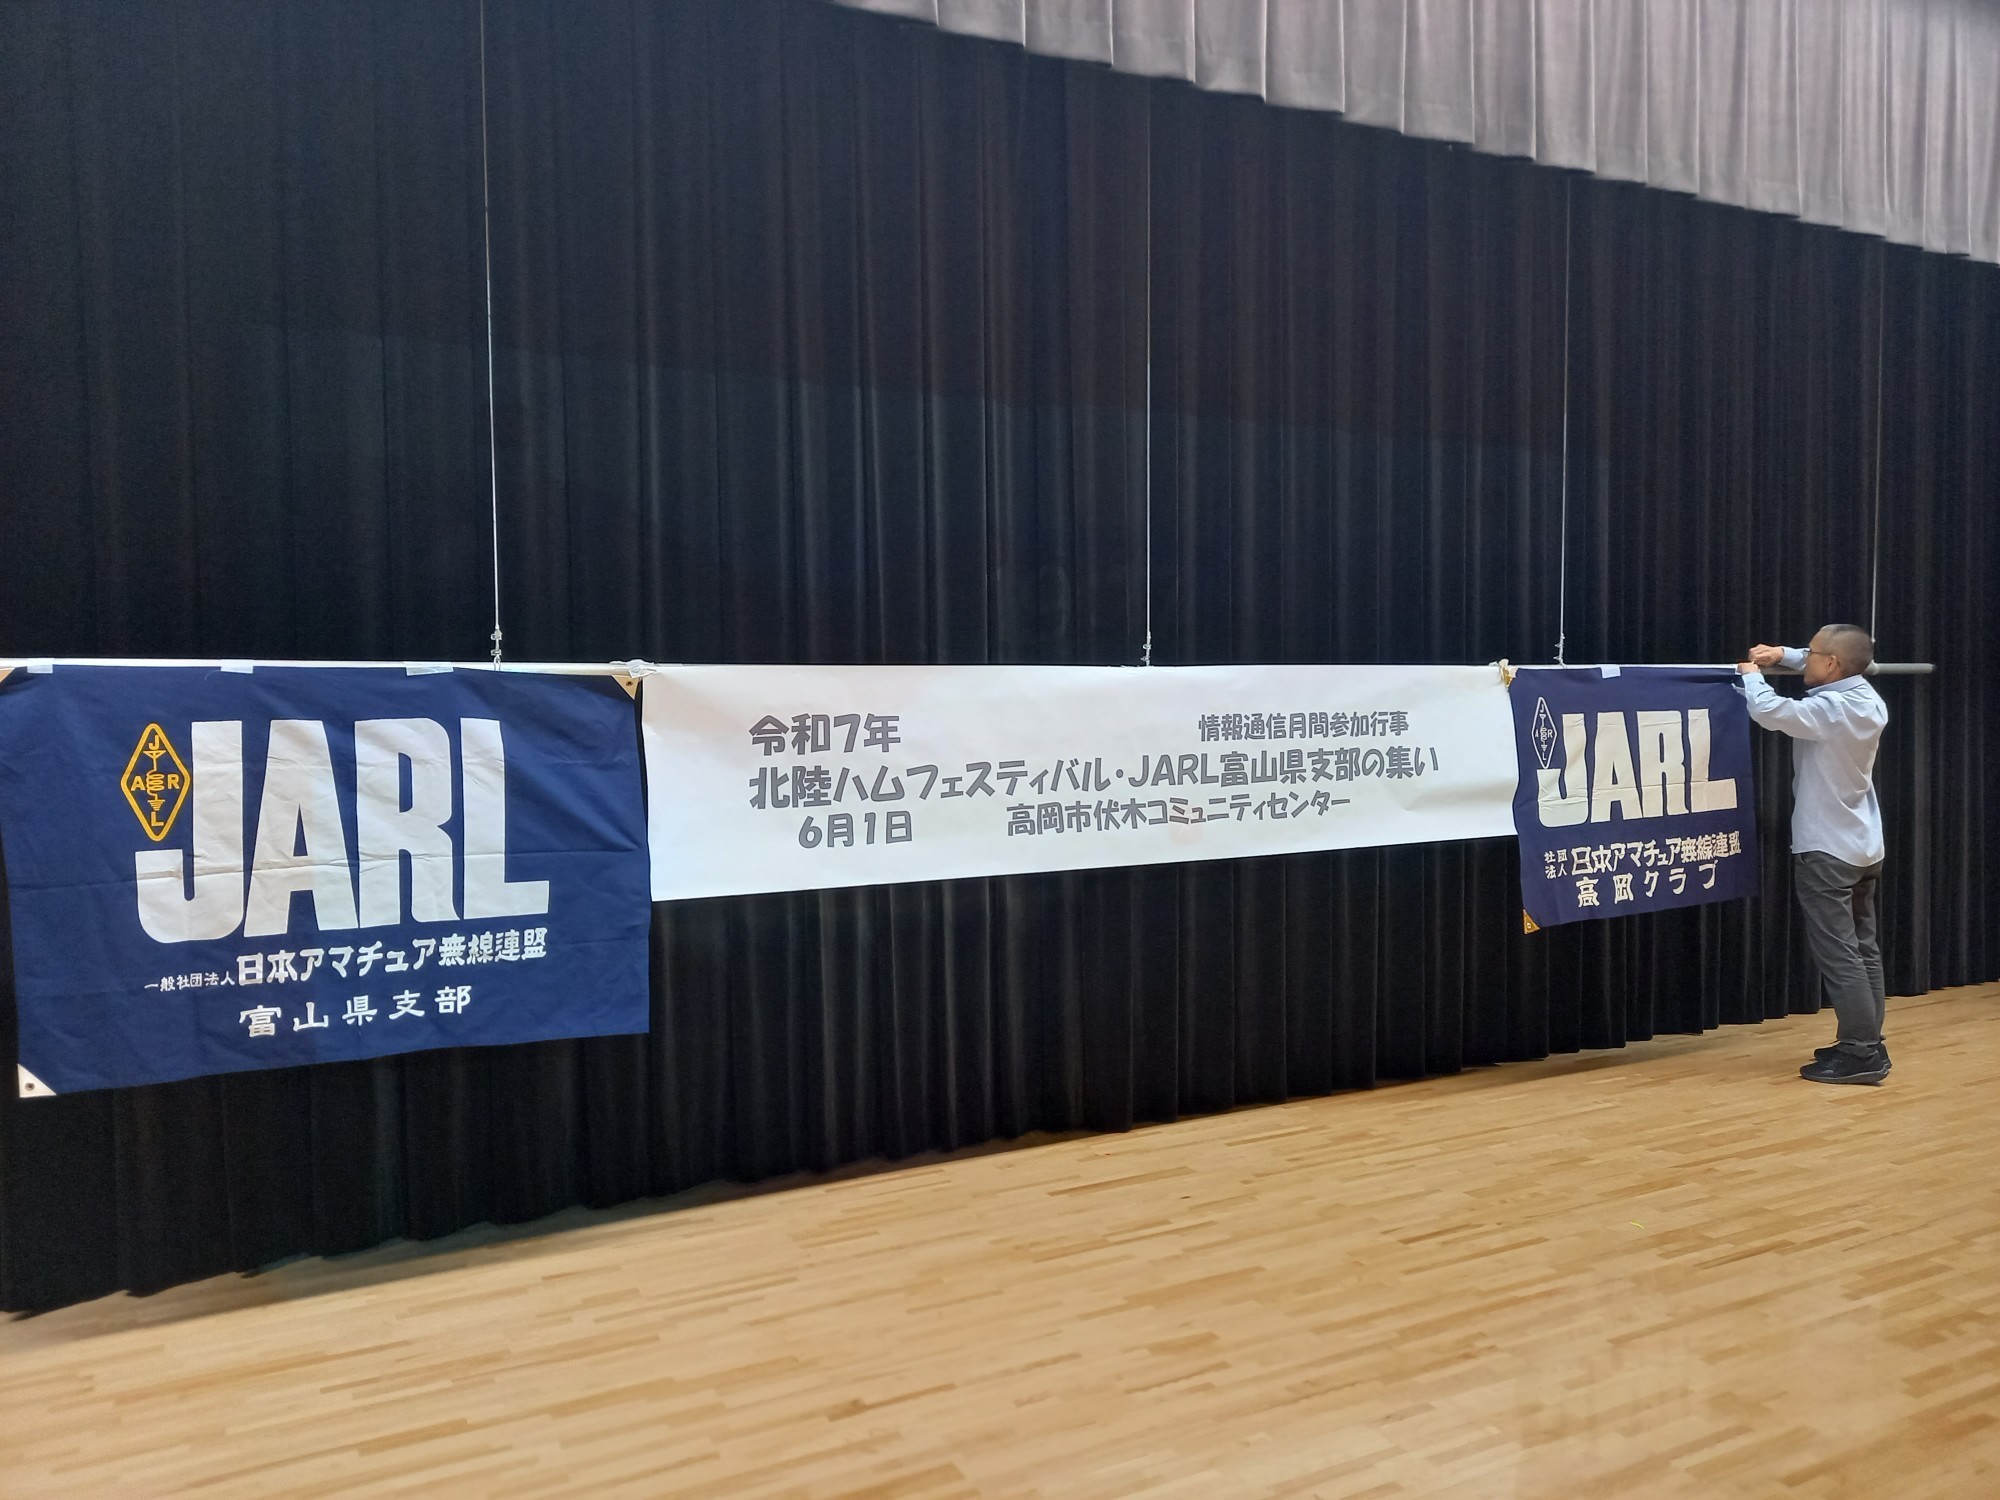 J
A R
L
JARL
一般社団法人 日本アマチュア無線連盟
富山県支部
令和7年 情報通信月間参加行事
北陸ハムフェスティバル・JARL富山県支部の集い
6月1日 高岡市伏木コミュニティセンター
J
A R
L
JARL
社団法人 日本アマチュア無線連盟
高岡クラブ